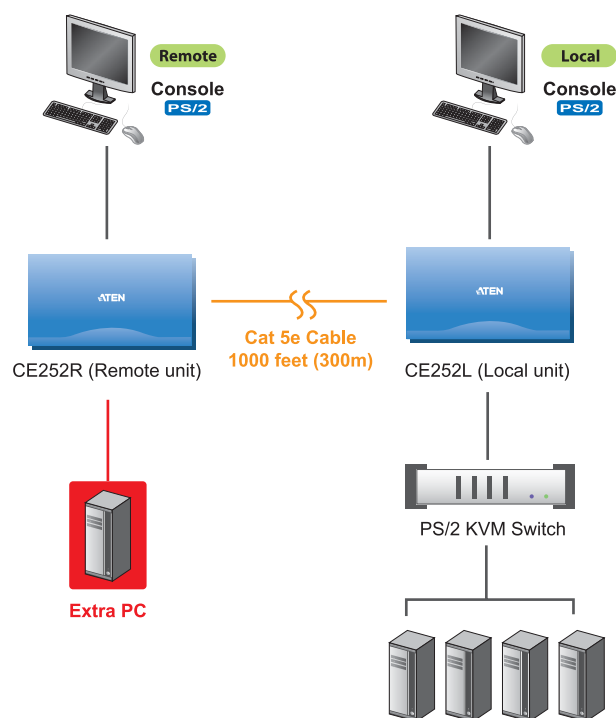 Remote
Console
PS/2
Local
Console
PS/2
ATEN
ATEN
Cat 5e Cable
1000 feet (300m)
CE252R (Remote unit)
CE252L (Local unit)
PS/2 KVM Switch
Extra PC